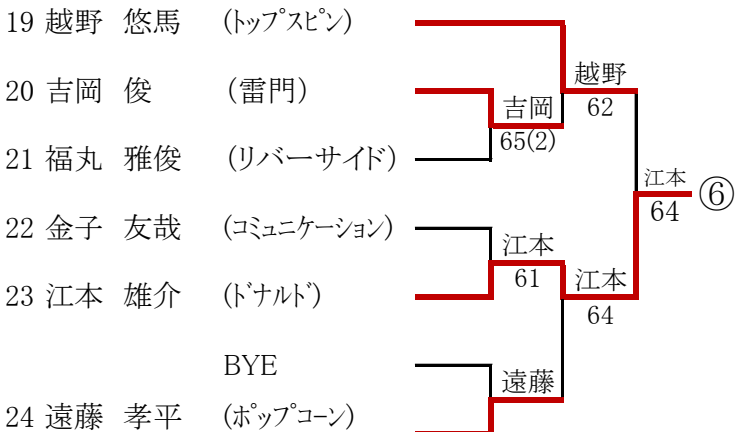 19 越野 悠馬 (トップスピン)
越野
20 吉岡 俊 (雷門)
吉岡 62
65(2)
21 福丸 雅俊 (リバーサイド)
江本 ⑥
64
22 金子 友哉 (コミュニケーション)
江本
61 江本
23 江本 雄介 (ドナルド)
64
BYE
遠藤
24 遠藤 孝平 (ポップコーン)